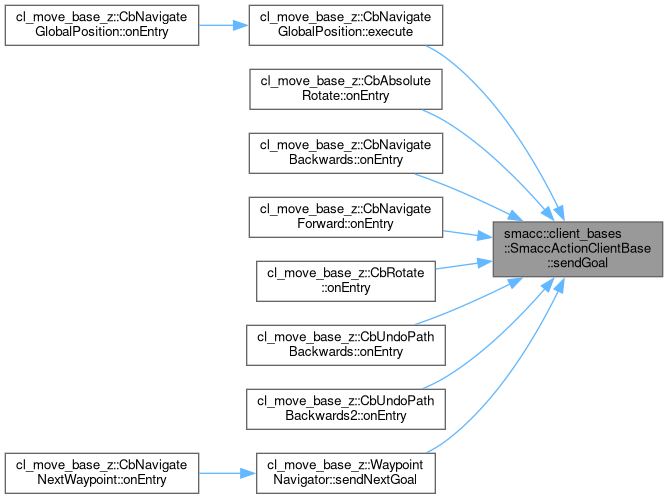 cl_move_base_z::CbNavigate
GlobalPosition::onEntry
cl_move_base_z::CbNavigate
GlobalPosition::execute
cl_move_base_z::CbAbsolute
Rotate::onEntry
cl_move_base_z::CbNavigate
Backwards::onEntry
cl_move_base_z::CbNavigate
Forward::onEntry
smacc::client_bases
::SmaccActionClientBase
::sendGoal
cl_move_base_z::CbRotate
::onEntry
cl_move_base_z::CbUndoPath
Backwards::onEntry
cl_move_base_z::CbUndoPath
Backwards2::onEntry
cl_move_base_z::CbNavigate
NextWaypoint::onEntry
cl_move_base_z::Waypoint
Navigator::sendNextGoal